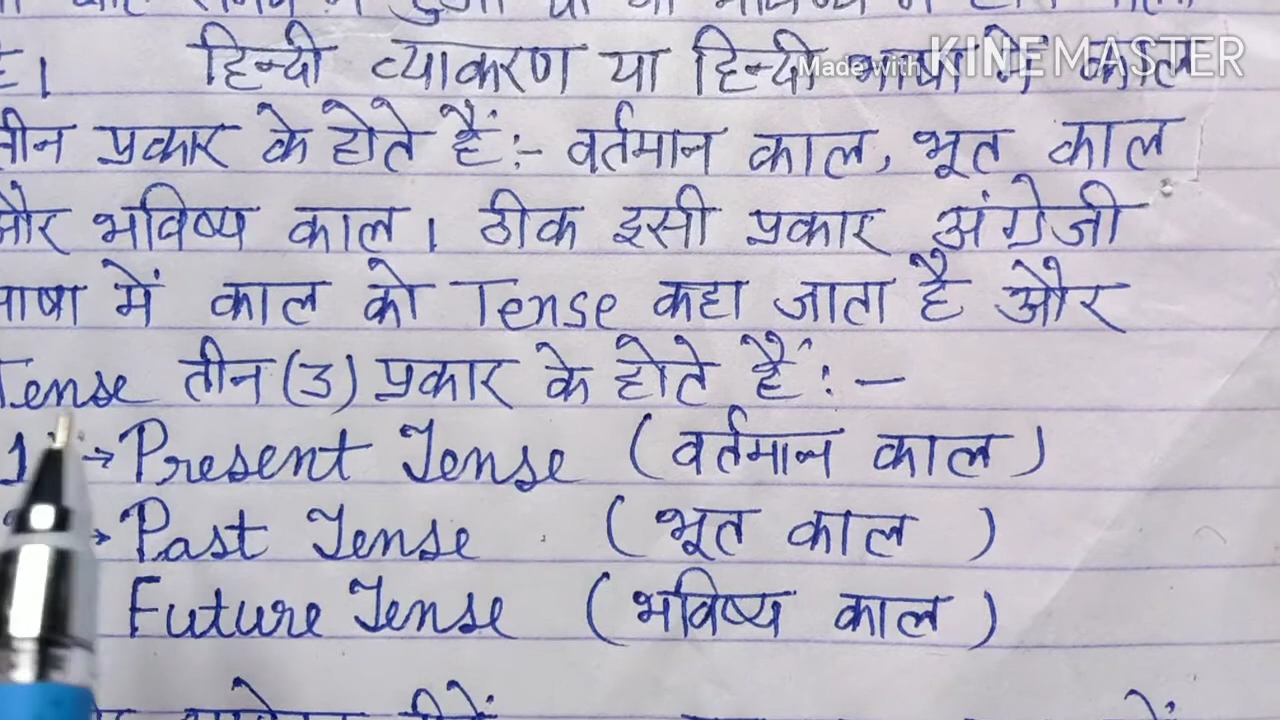 है। हिन्दी व्याकरण या हिन्दी भाषा में काल
Made with KINEMASTER
तीन प्रकार के होते हैं:- वर्तमान काल, भूत काल
और भविष्य काल। ठीक इसी प्रकार अंग्रेजी
भाषा में काल को Tense कहा जाता है और
Tense तीन (3) प्रकार के होते हैं:-
1 → Present Tense (वर्तमान काल)
→ Past Tense (भूत काल)
Future Tense (भविष्य काल)